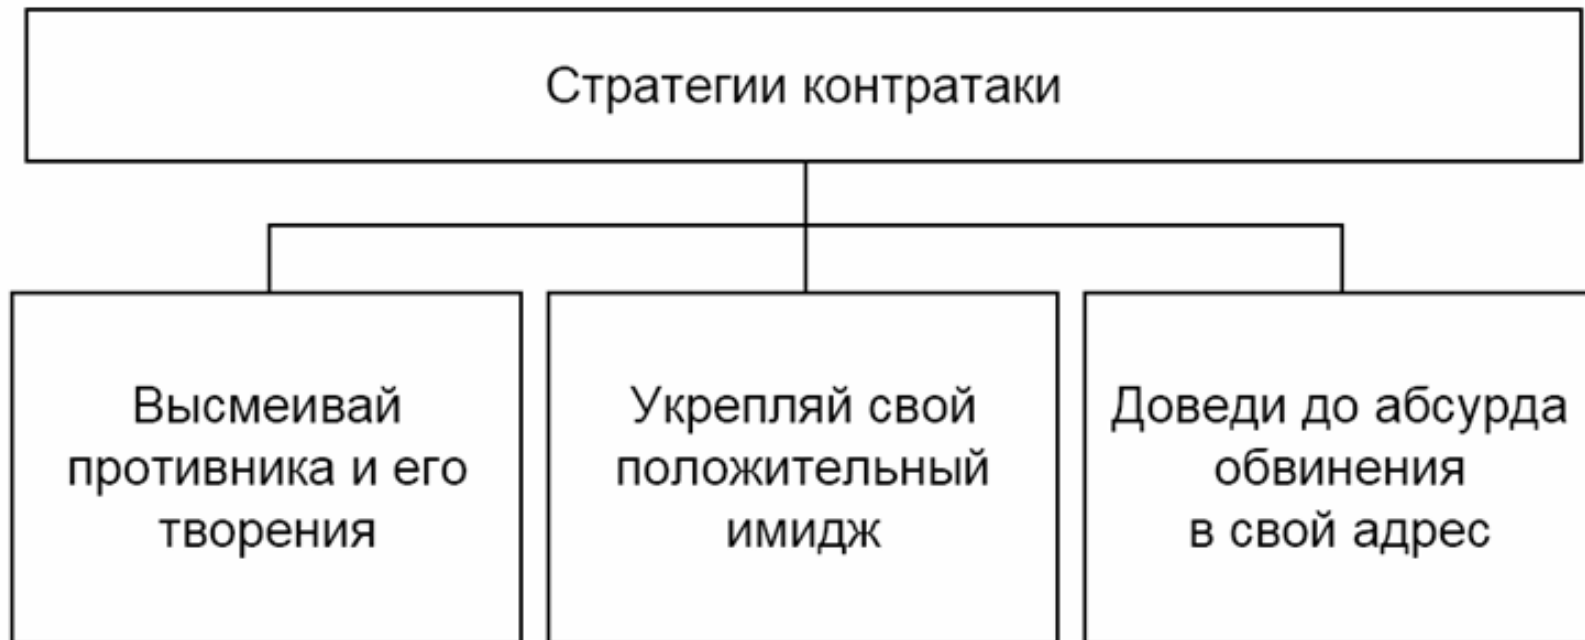 Стратегии контратаки
Высмеивай
противника и его
творения
Укрепляй свой
положительный
имидж
Доведи до абсурда
обвинения
в свой адрес